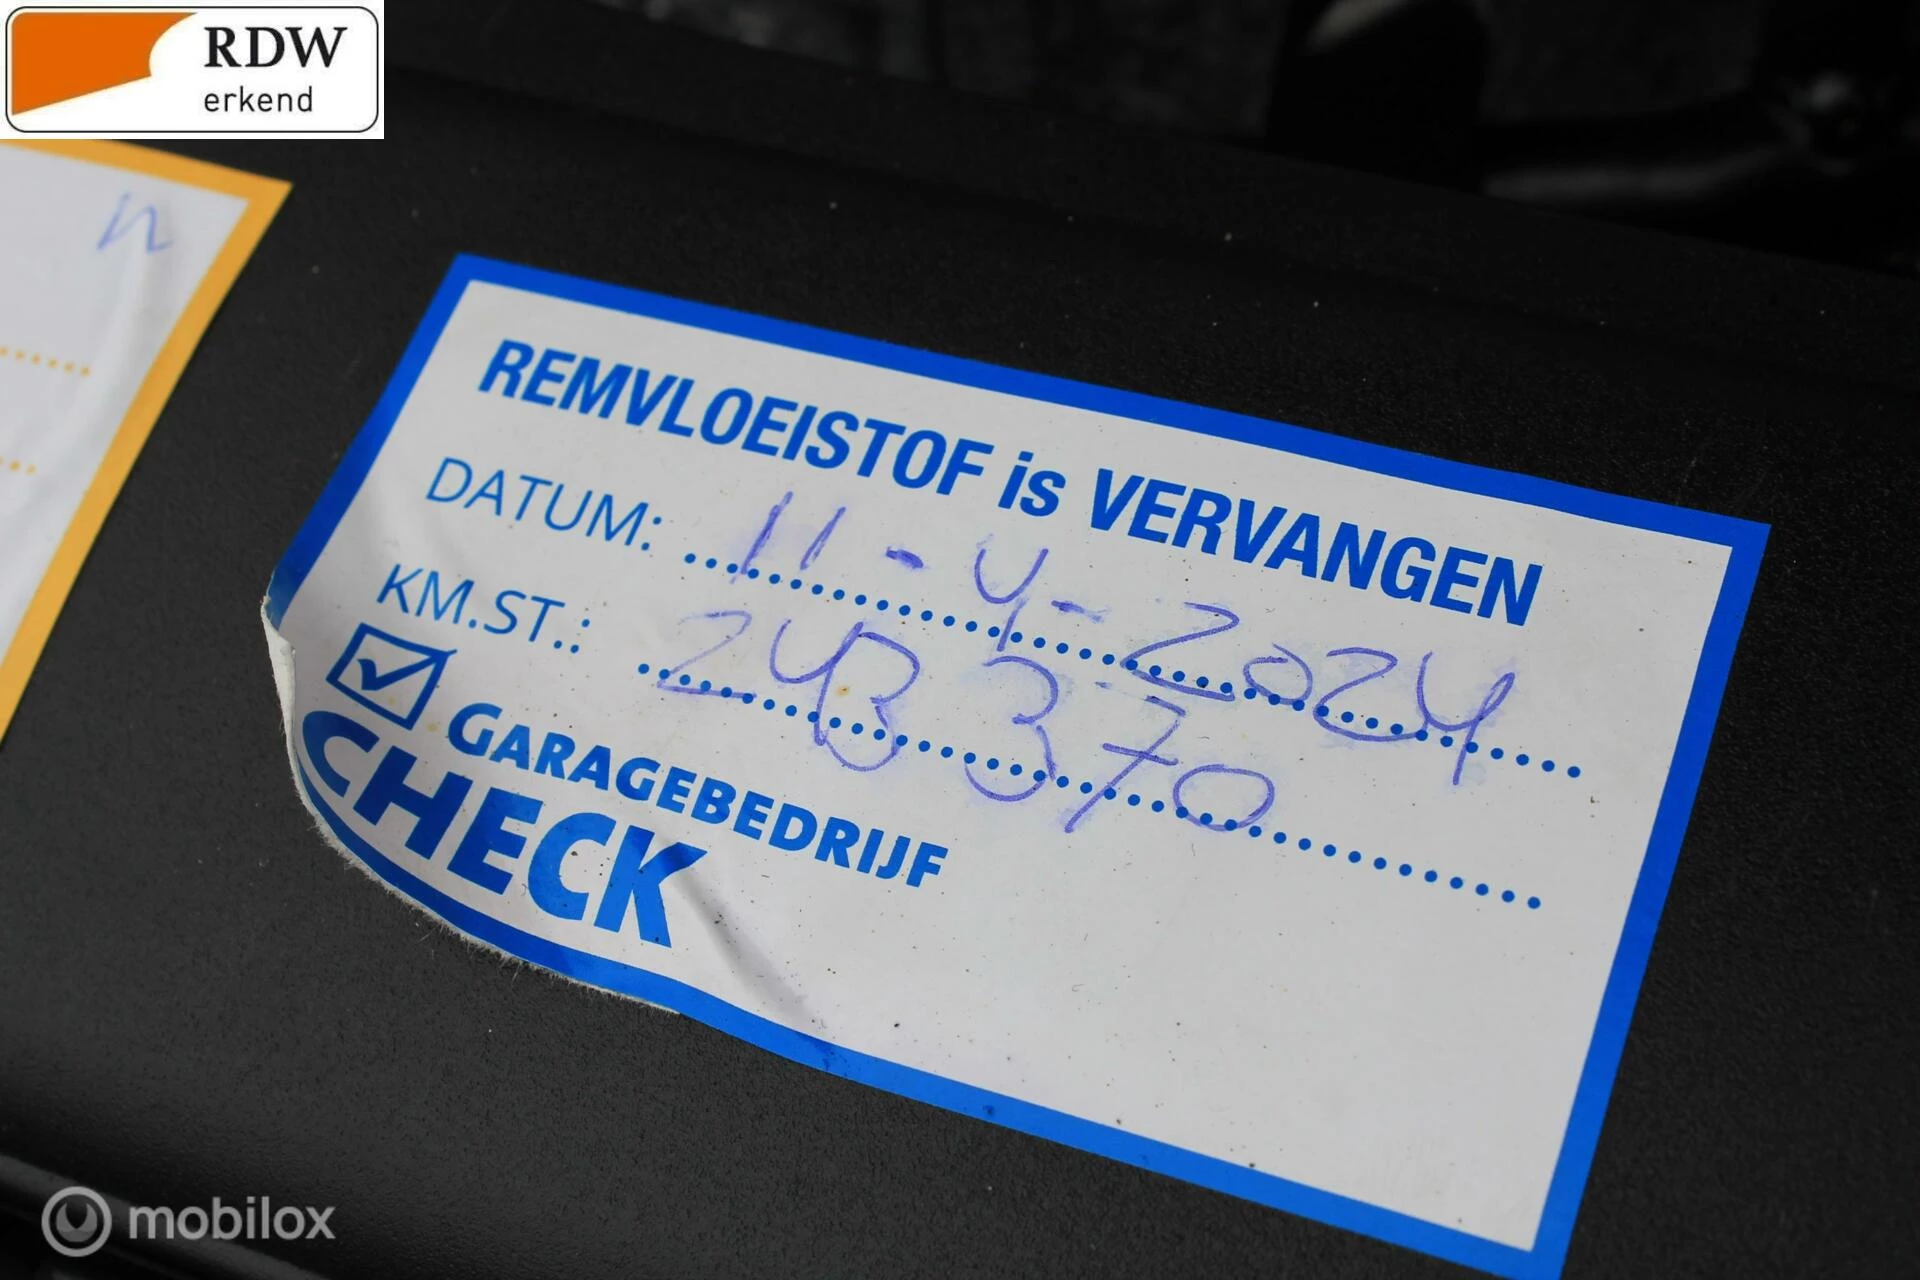 RDW
erkend
REMVLOEISTOF is VERVANGEN
DATUM: 11-4-2024
KM.ST.: 243370
GARAGEBEDRIJF
CHECK
mobilox